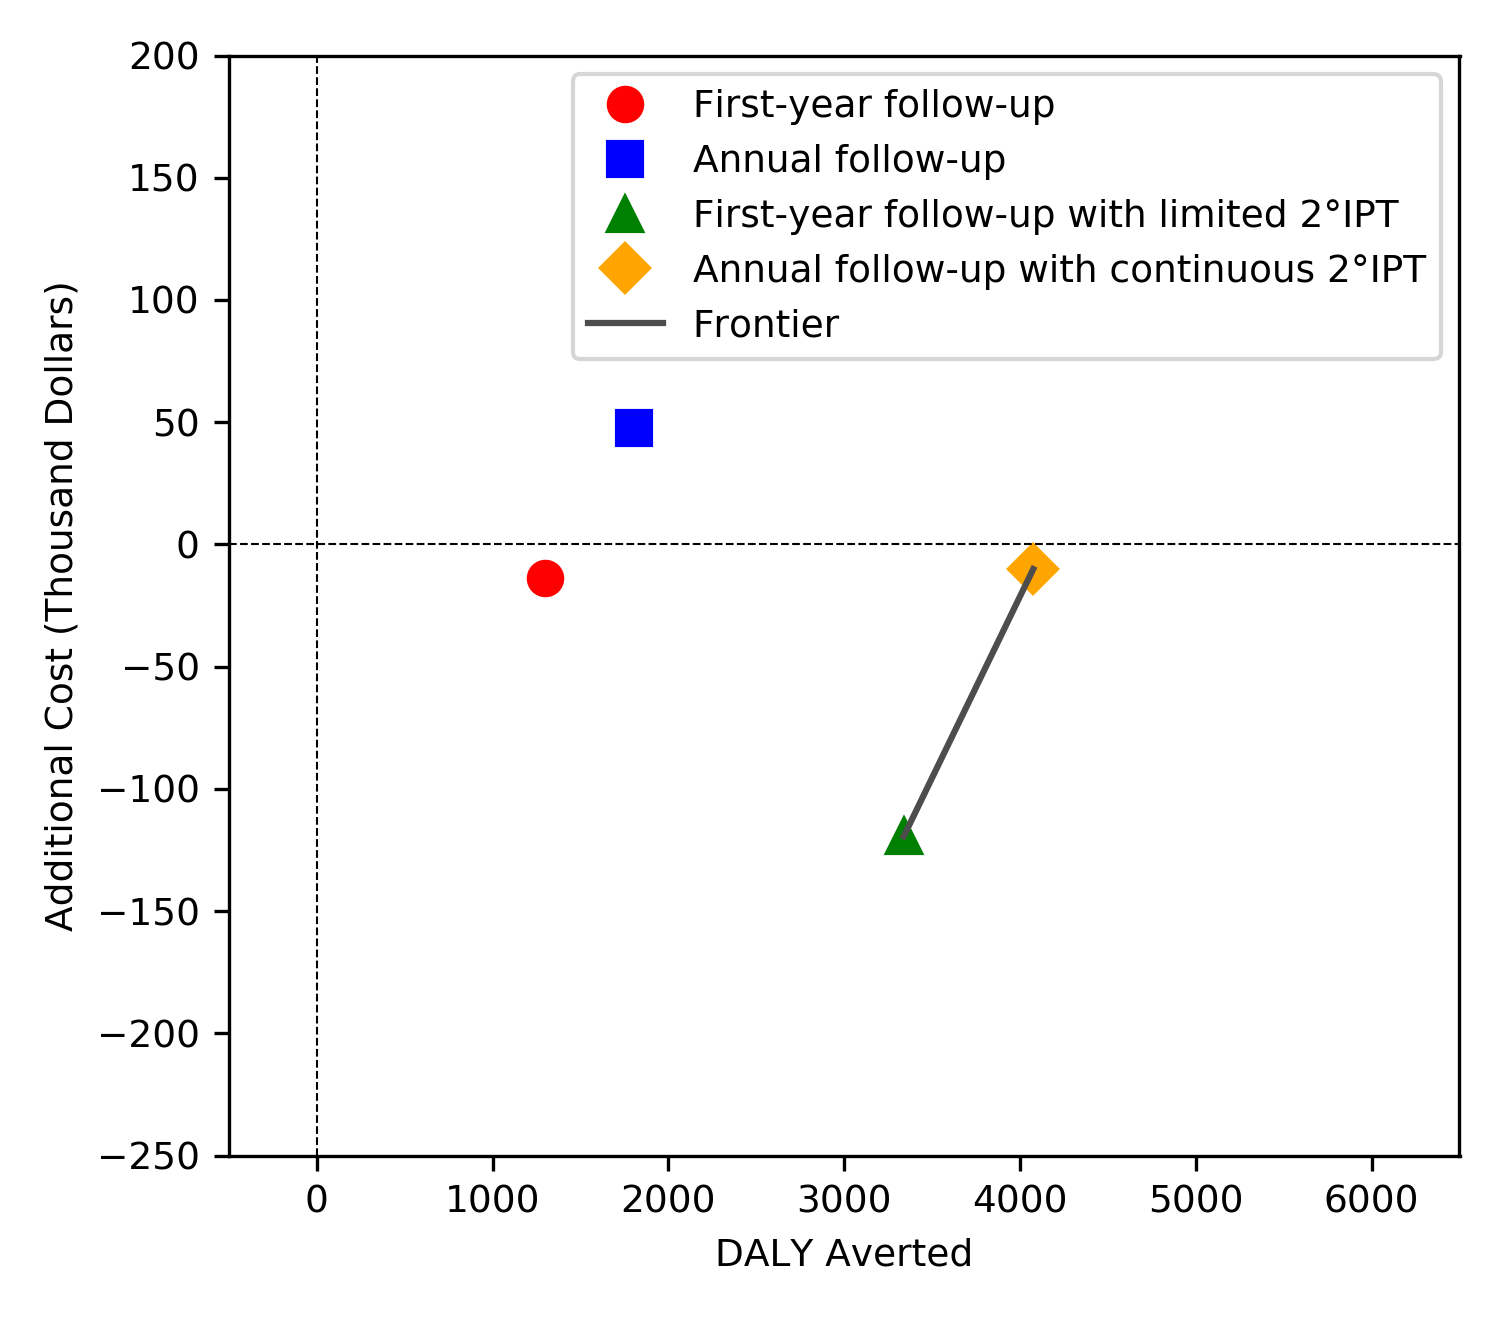 200
150
100
50
0
−50
−100
−150
−200
−250
Additional Cost (Thousand Dollars)
First-year follow-up
Annual follow-up
First-year follow-up with limited 2°IPT
Annual follow-up with continuous 2°IPT
Frontier
0 1000 2000 3000 4000 5000 6000
DALY Averted